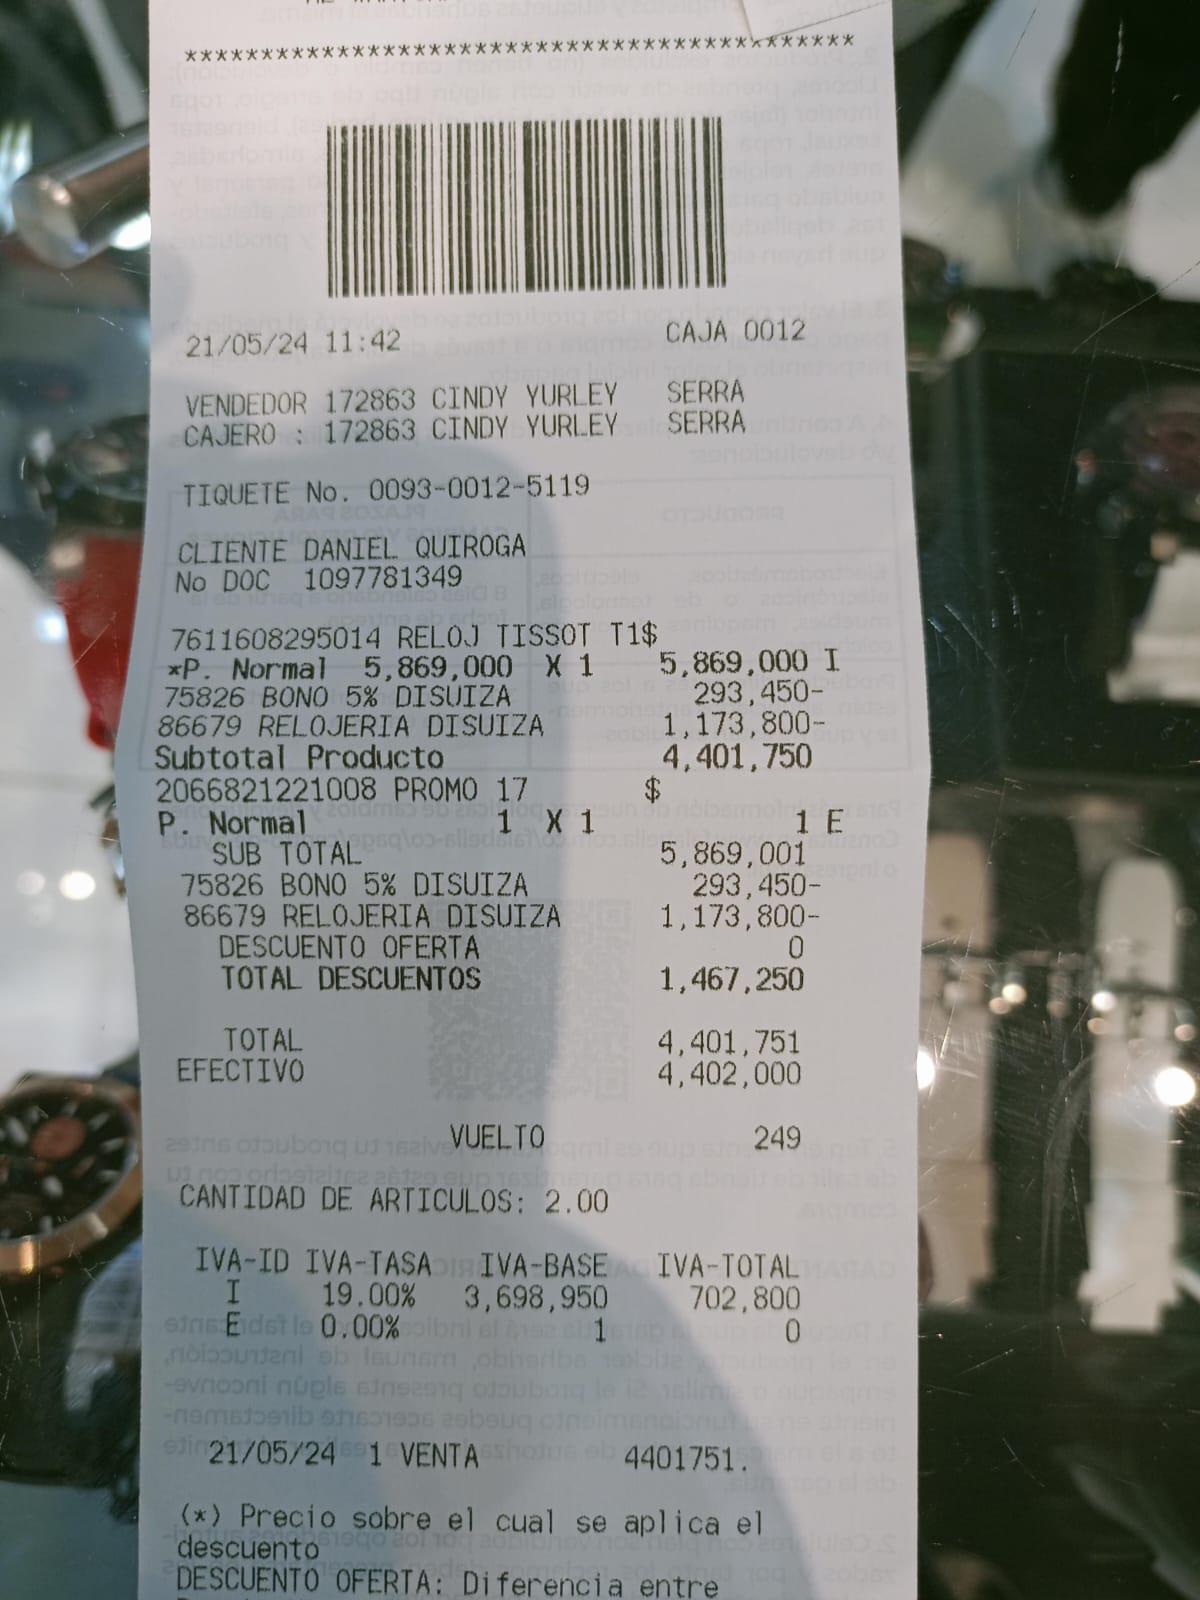 *******************************************
21/05/24 11:42 CAJA 0012
VENDEDOR 172863 CINDY YURLEY SERRA
CAJERO : 172863 CINDY YURLEY SERRA
TIQUETE No. 0093-0012-5119
CLIENTE DANIEL QUIROGA
No DOC 1097781349
7611608295014 RELOJ TISSOT T1$
*P. Normal 5,869,000 X 1 5,869,000 I
75826 BONO 5% DISUIZA 293,450-
86679 RELOJERIA DISUIZA 1,173,800-
Subtotal Producto 4,401,750
2066821221008 PROMO 17 $
P. Normal 1 X 1 1 E
SUB TOTAL 5,869,001
75826 BONO 5% DISUIZA 293,450-
86679 RELOJERIA DISUIZA 1,173,800-
DESCUENTO OFERTA 0
TOTAL DESCUENTOS 1,467,250
TOTAL 4,401,751
EFECTIVO 4,402,000
VUELTO 249
CANTIDAD DE ARTICULOS: 2.00
IVA-ID IVA-TASA IVA-BASE IVA-TOTAL
I 19.00% 3,698,950 702,800
E 0.00% 1 0
21/05/24 1 VENTA 4401751.
(*) Precio sobre el cual se aplica el
descuento
DESCUENTO OFERTA: Diferencia entre